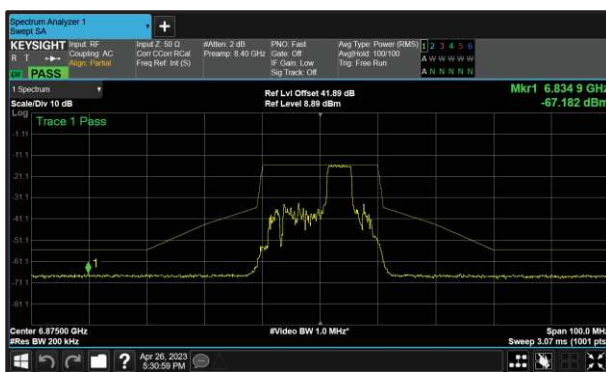 Spectrum Analyzer 1
Swept SA
+
KEYSIGHT
R T
PASS
Input: RF
Coupling: AC
Align: Partial
Input Z: 50 Ω
Corr CCorr RCal
Freq Ref: Int (S)
#Atten: 2 dB
Preamp: 8.40 GHz
PNO: Fast
Gate: Off
IF Gain: Low
Sig Track: Off
Avg Type: Power (RMS)
Avg|Hold: 100/100
Trig: Free Run
1 2 3 4 5 6
A W W W W W
A N N N N N
1 Spectrum
Scale/Div 10 dB
Ref Lvl Offset 41.89 dB
Ref Level 8.89 dBm
Mkr1 6.834 9 GHz
-67.182 dBm
Log
Trace 1 Pass
-1.11
-11.1
-21.1
-31.1
-41.1
-51.1
-61.1
-71.1
-81.1
1
Center 6.87500 GHz
#Res BW 200 kHz
#Video BW 1.0 MHz*
Span 100.0 MHz
Sweep 3.07 ms (1001 pts)
?
Apr 26, 2023
5:30:59 PM